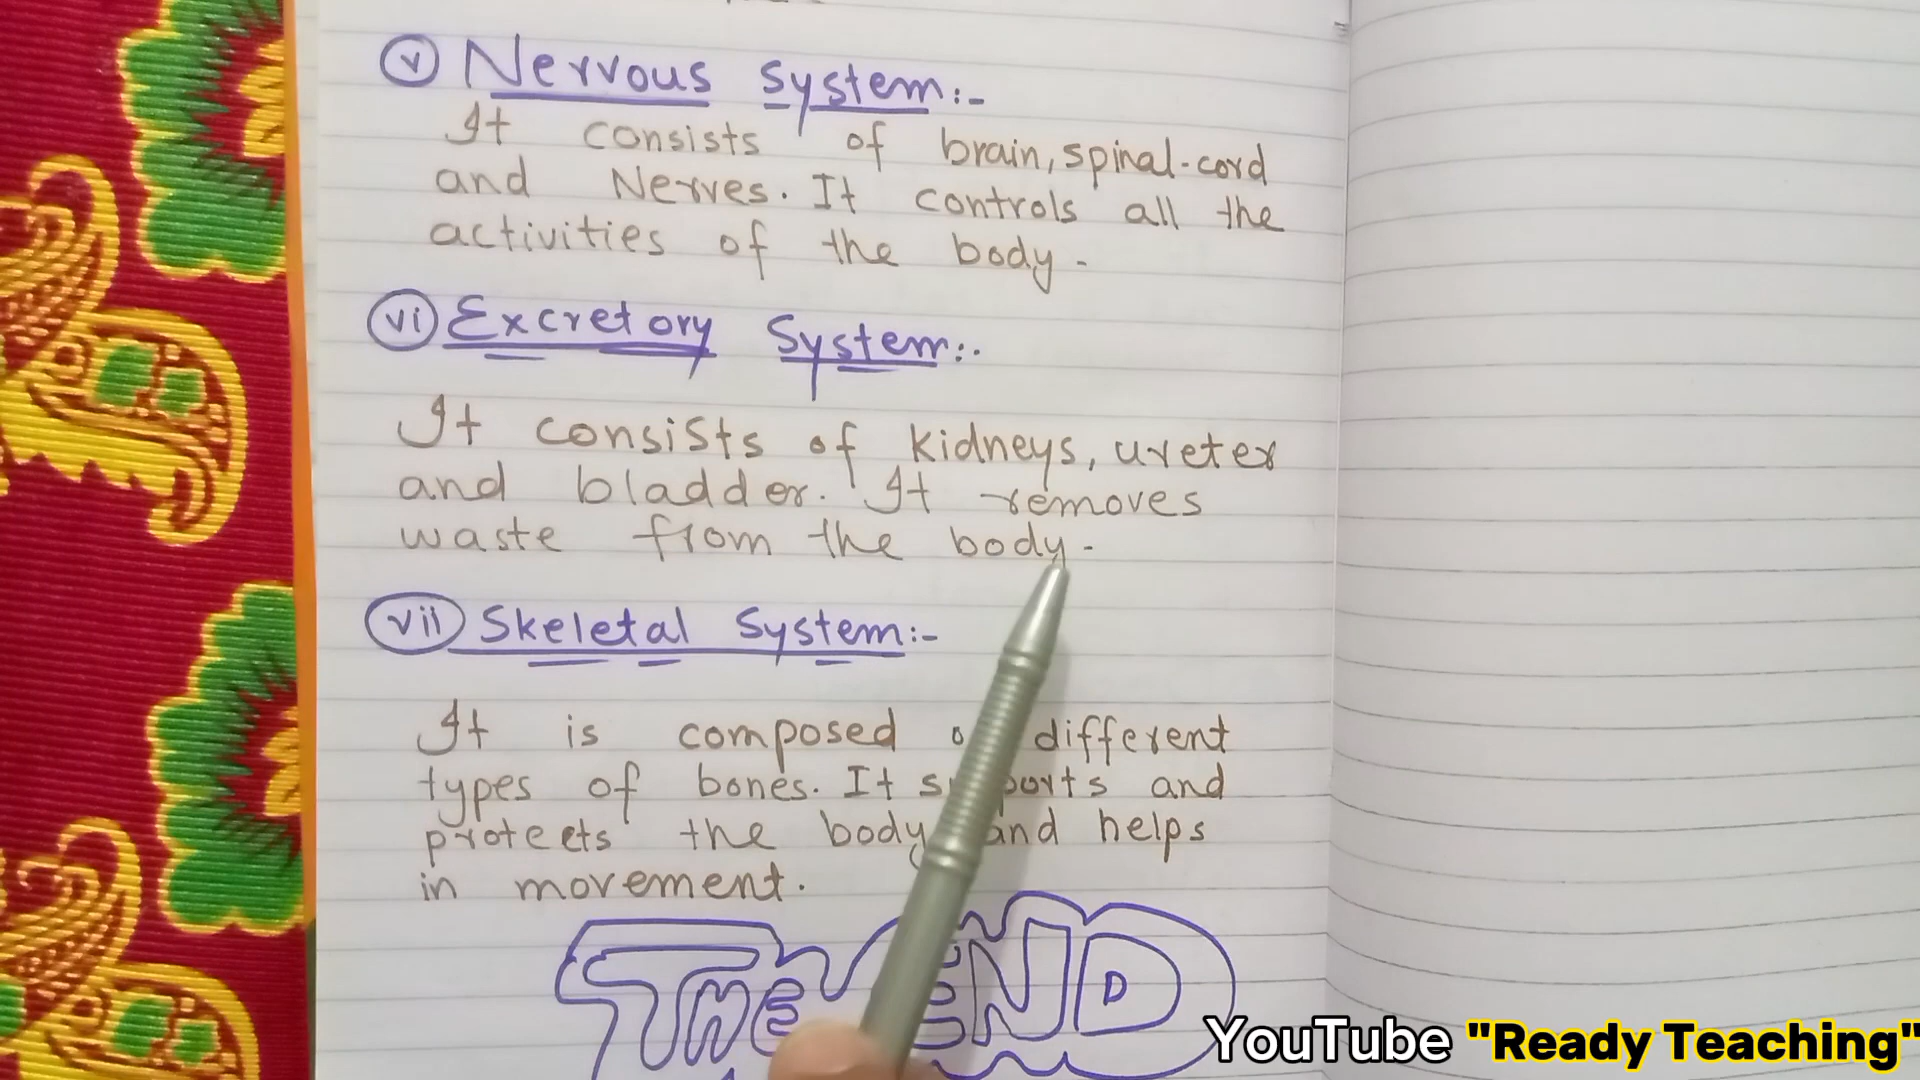 (v) Nervous System:-
It consists of brain, spinal-cord
and Nerves. It controls all the
activities of the body.
(vi) Excretory System:-
It consists of kidneys, ureter
and bladder. It removes
waste from the body.
(vii) Skeletal System:-
It is composed different
types of bones. It supports and
protects the body and helps
in movement.
THE END
YouTube "Ready Teaching"